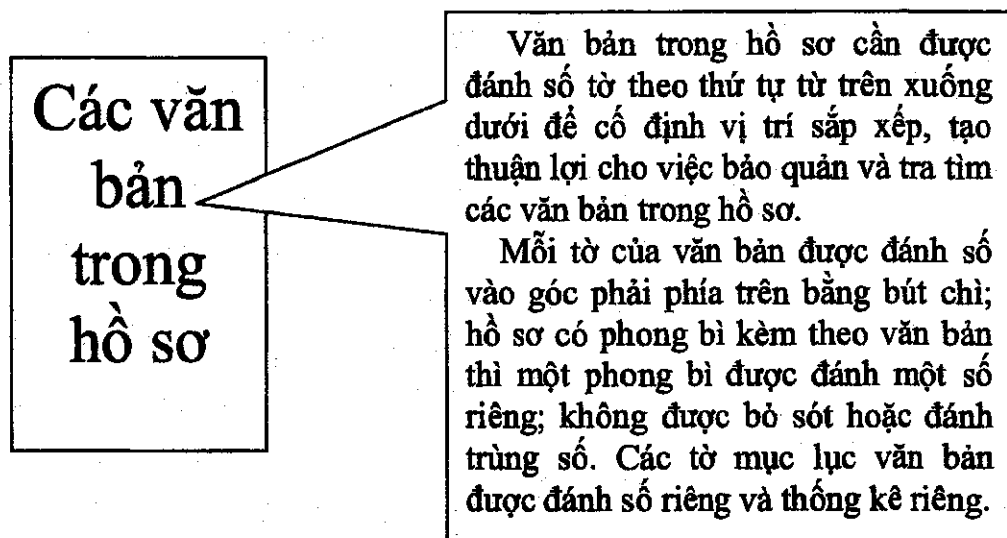 Các văn
bản
trong
hồ sơ
Văn bản trong hồ sơ cần được
đánh số tờ theo thứ tự từ trên xuống
dưới để cố định vị trí sắp xếp, tạo
thuận lợi cho việc bảo quản và tra tìm
các văn bản trong hồ sơ.
Mỗi tờ của văn bản được đánh số
vào góc phải phía trên bằng bút chì;
hồ sơ có phong bì kèm theo văn bản
thì một phong bì được đánh một số
riêng; không được bỏ sót hoặc đánh
trùng số. Các tờ mục lục văn bản
được đánh số riêng và thống kê riêng.